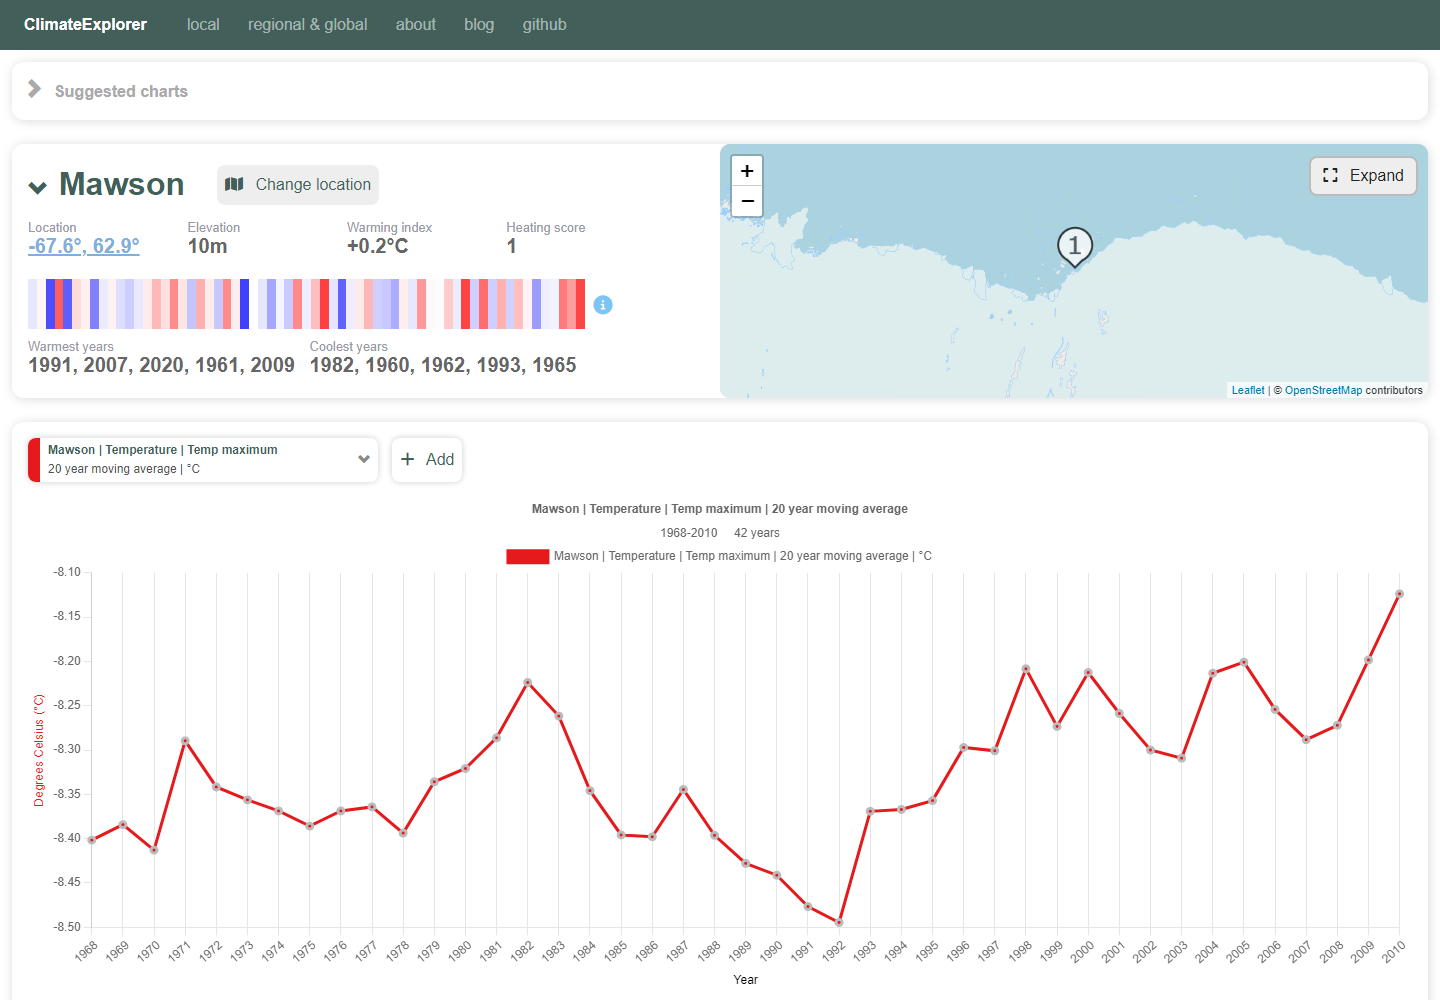 ClimateExplorer local regional & global about blog github
Suggested charts
Mawson Change location
Location Elevation Warming index Heating score
-67.6°, 62.9° 10m +0.2°C 1
Warmest years Coolest years
1991, 2007, 2020, 1961, 2009 1982, 1960, 1962, 1993, 1965
+
−
Expand
1
Leaflet | © OpenStreetMap contributors
Mawson | Temperature | Temp maximum
20 year moving average | °C
+ Add
Mawson | Temperature | Temp maximum | 20 year moving average
1968-2010 42 years
Mawson | Temperature | Temp maximum | 20 year moving average | °C
Degrees Celsius (°C)
-8.10
-8.15
-8.20
-8.25
-8.30
-8.35
-8.40
-8.45
-8.50
1968 1969 1970 1971 1972 1973 1974 1975 1976 1977 1978 1979 1980 1981 1982 1983 1984 1985 1986 1987 1988 1989 1990 1991 1992 1993 1994 1995 1996 1997 1998 1999 2000 2001 2002 2003 2004 2005 2006 2007 2008 2009 2010
Year